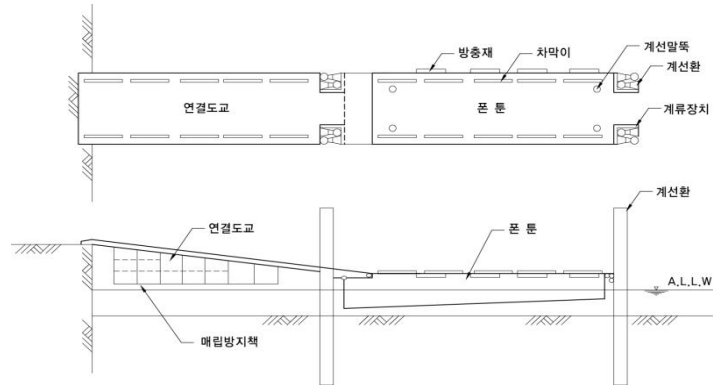 방충재
차막이
계선말뚝
계선환
연결도교
폰 툰
계류장치
계선환
연결도교
폰 툰
A.L.L.W
매립방지책